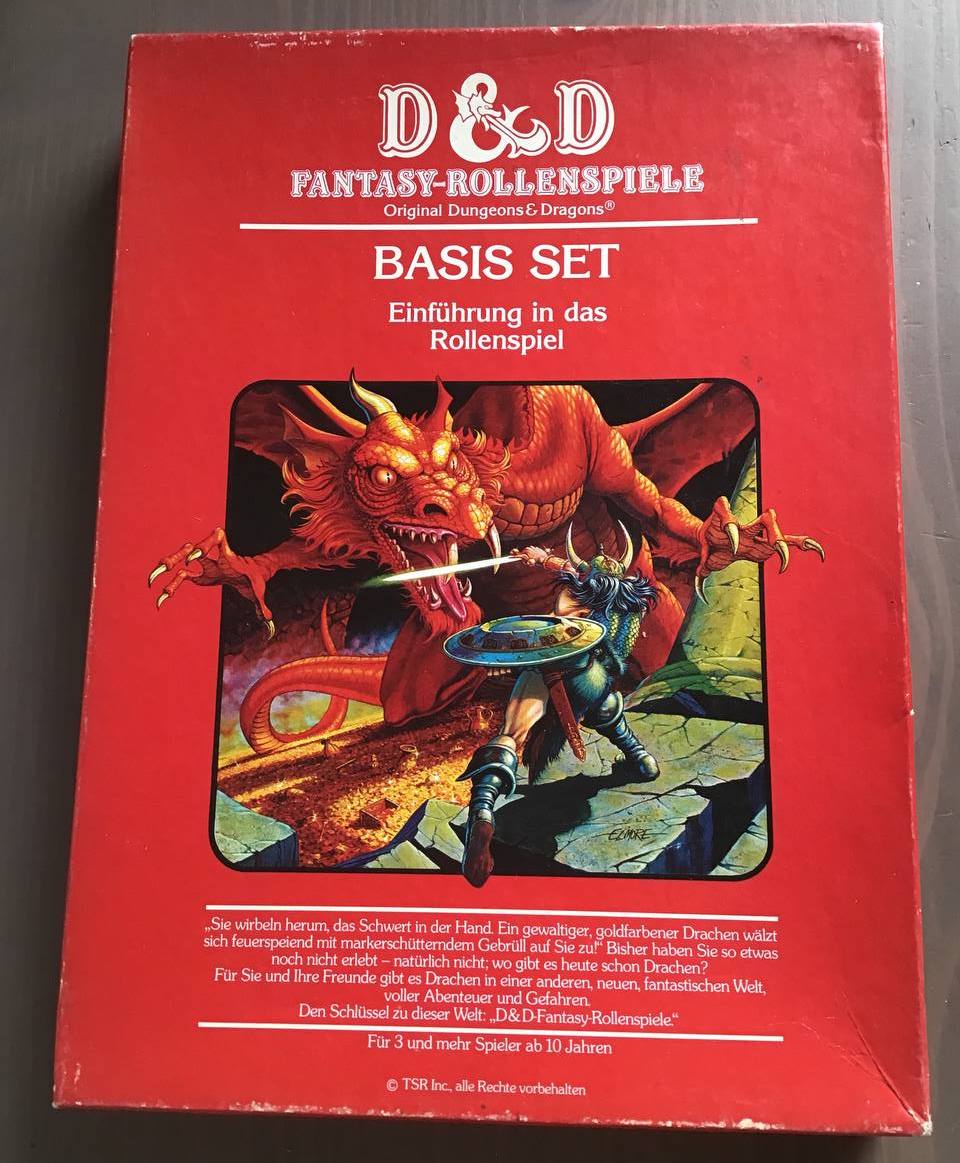 D&D
FANTASY-ROLLENSPIELE
Original Dungeons & Dragons®
BASIS SET
Einführung in das
Rollenspiel
ELMORE
„Sie wirbeln herum, das Schwert in der Hand. Ein gewaltiger, goldfarbener Drachen wälzt
sich feuerspeiend mit markerschütterndem Gebrüll auf Sie zu!“ Bisher haben Sie so etwas
noch nicht erlebt – natürlich nicht; wo gibt es heute schon Drachen?
Für Sie und Ihre Freunde gibt es Drachen in einer anderen, neuen, fantastischen Welt,
voller Abenteuer und Gefahren.
Den Schlüssel zu dieser Welt: „D&D-Fantasy-Rollenspiele.“
Für 3 und mehr Spieler ab 10 Jahren
© TSR Inc., alle Rechte vorbehalten